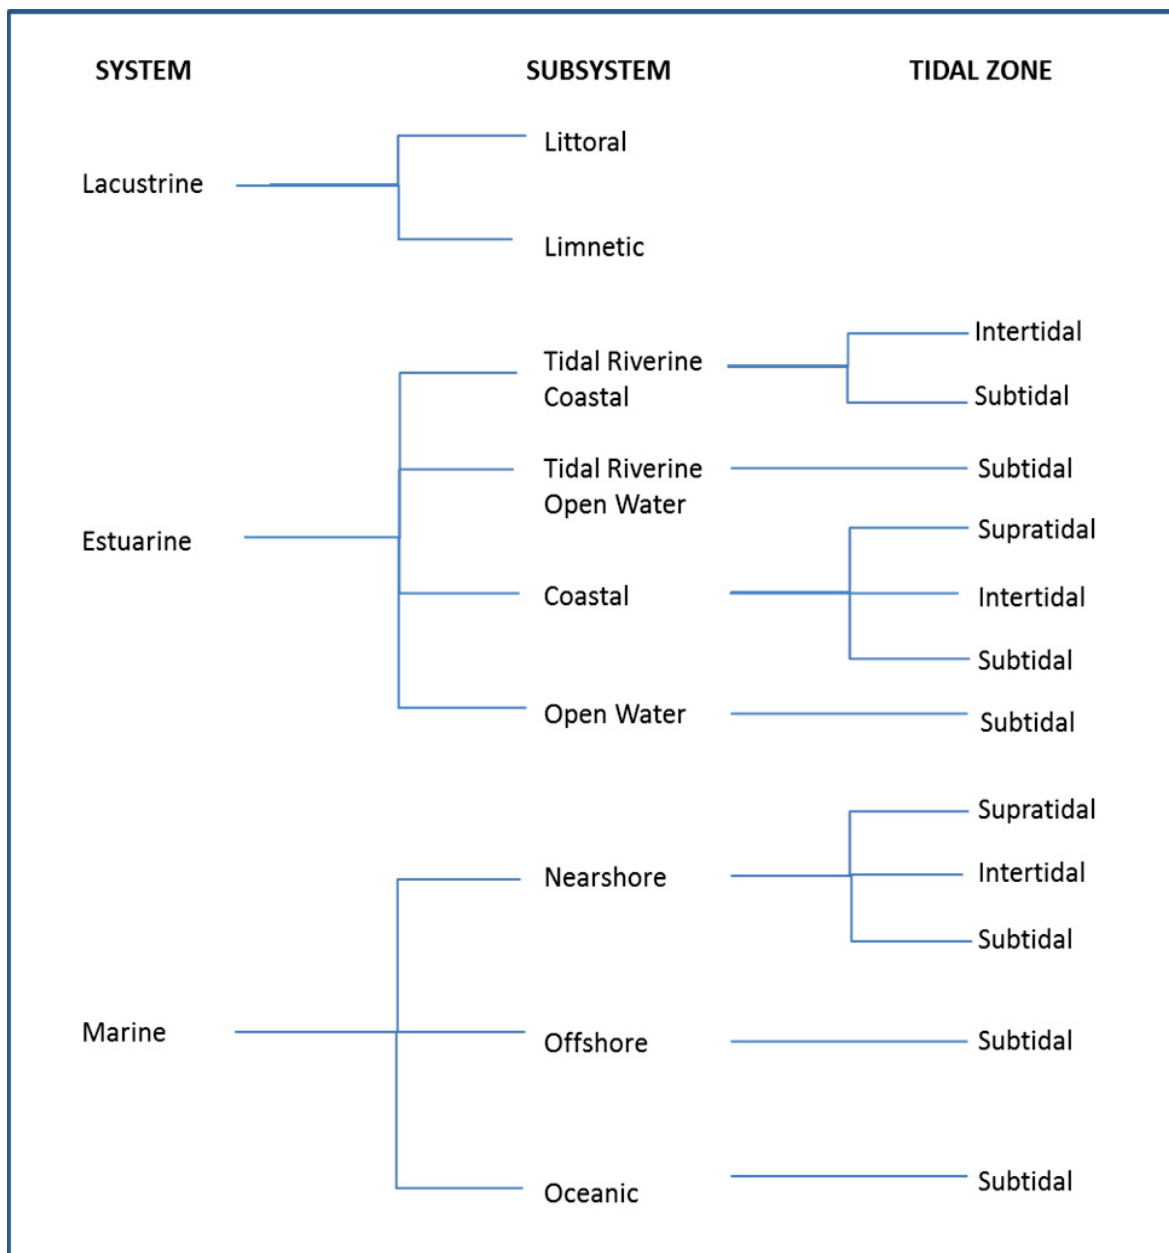 SYSTEM SUBSYSTEM TIDAL ZONE
Littoral
Lacustrine
Limnetic
Intertidal
Tidal Riverine
Coastal
Subtidal
Tidal Riverine Subtidal
Open Water
Supratidal
Estuarine
Coastal Intertidal
Subtidal
Open Water Subtidal
Supratidal
Nearshore Intertidal
Subtidal
Marine Offshore Subtidal
Oceanic Subtidal